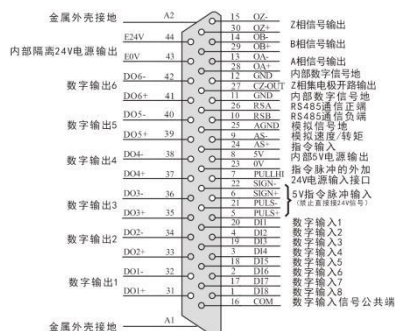 金属外壳接地 A2
内部隔离24V电源输出
E24V 44
E0V 43
数字输出6
DO6- 42
DO6+ 41
数字输出5
DO5- 40
DO5+ 39
数字输出4
DO4- 38
DO4+ 37
数字输出3
DO3- 36
DO3+ 35
数字输出2
DO2- 34
DO2+ 33
数字输出1
DO1- 32
DO1+ 31
金属外壳接地 A1
15 OZ-
30 OZ+
Z相信号输出
14 OB-
29 OB+
B相信号输出
13 OA-
28 OA+
A相信号输出
12 GND 内部数字信号地
27 CZ-OUT Z相集电极开路输出
11 GND 内部数字信号地
26 RSA RS485通信正端
10 RSB RS485通信负端
25 AGND 模拟信号地
9 AS- 模拟速度/转矩
24 AS+ 指令输入
8 5V 内部5V电源输出
23 0V
7 PULLHI 指令脉冲的外加
24V电源输入接口
22 SIGN-
6 SIGN+ 5V指令脉冲输入
21 PULS- (禁止直接接24V信号)
5 PULS+
20 DI1 数字输入1
4 DI2 数字输入2
19 DI3 数字输入3
3 DI4 数字输入4
18 DI5 数字输入5
2 DI6 数字输入6
17 DI7 数字输入7
1 DI8 数字输入8
16 COM 数字输入信号公共端